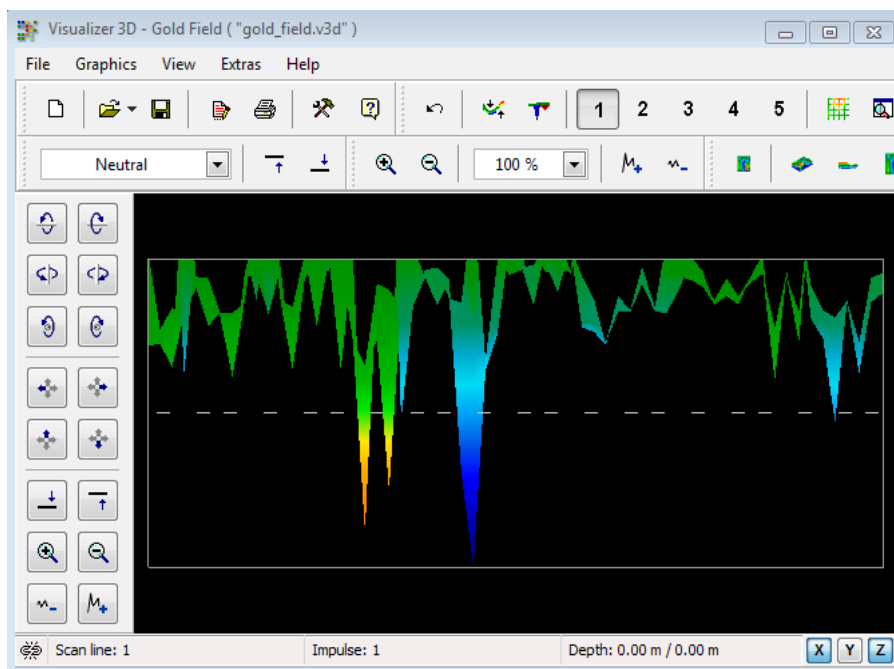 Visualizer 3D - Gold Field ( "gold_field.v3d" )
File Graphics View Extras Help
1 2 3 4 5
Neutral 100 %
Scan line: 1 Impulse: 1 Depth: 0.00 m / 0.00 m X Y Z